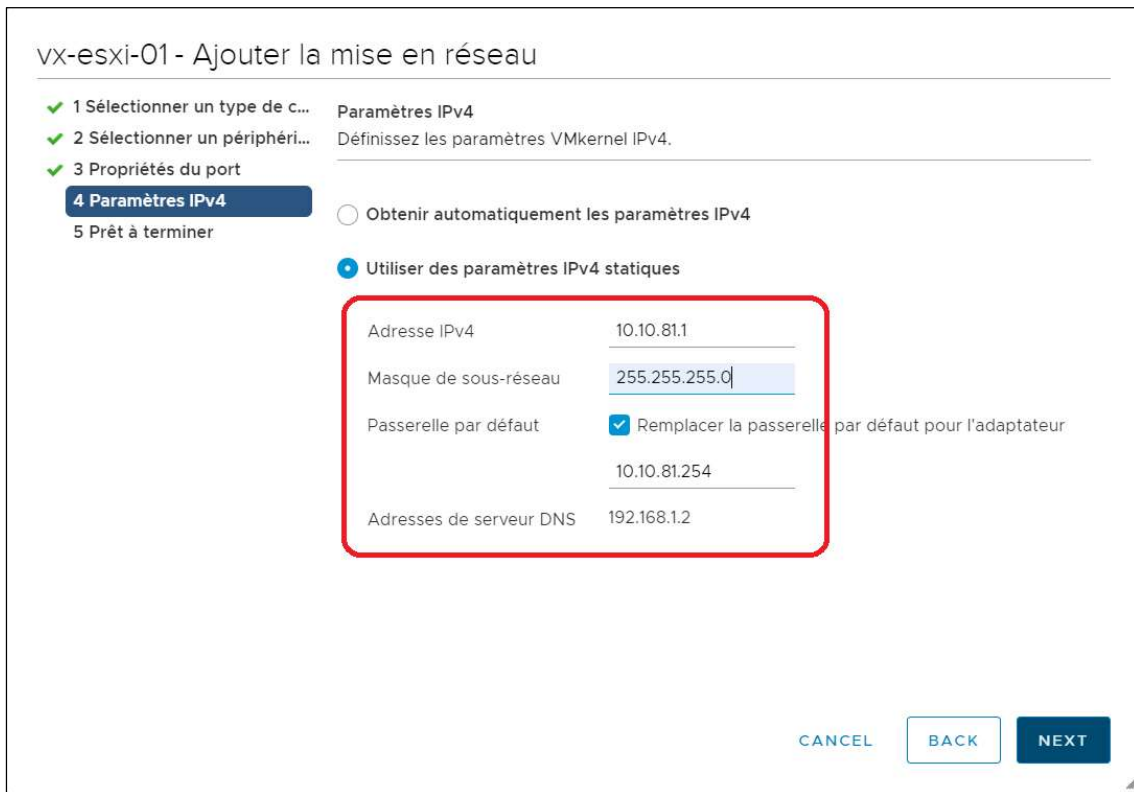 vx-esxi-01 - Ajouter la mise en réseau
1 Sélectionner un type de c...
2 Sélectionner un périphéri...
3 Propriétés du port
4 Paramètres IPv4
5 Prêt à terminer
Paramètres IPv4
Définissez les paramètres VMkernel IPv4.
Obtenir automatiquement les paramètres IPv4
Utiliser des paramètres IPv4 statiques
Adresse IPv4 10.10.81.1
Masque de sous-réseau 255.255.255.0
Passerelle par défaut Remplacer la passerelle par défaut pour l'adaptateur
10.10.81.254
Adresses de serveur DNS 192.168.1.2
CANCEL BACK NEXT